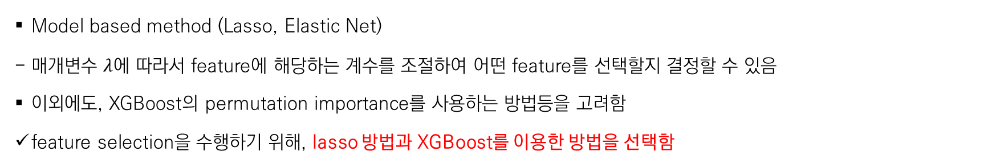 ▪ Model based method (Lasso, Elastic Net)
– 매개변수 λ에 따라서 feature에 해당하는 계수를 조절하여 어떤 feature를 선택할지 결정할 수 있음
▪ 이외에도, XGBoost의 permutation importance를 사용하는 방법등을 고려함
✓ feature selection을 수행하기 위해, lasso 방법과 XGBoost를 이용한 방법을 선택함